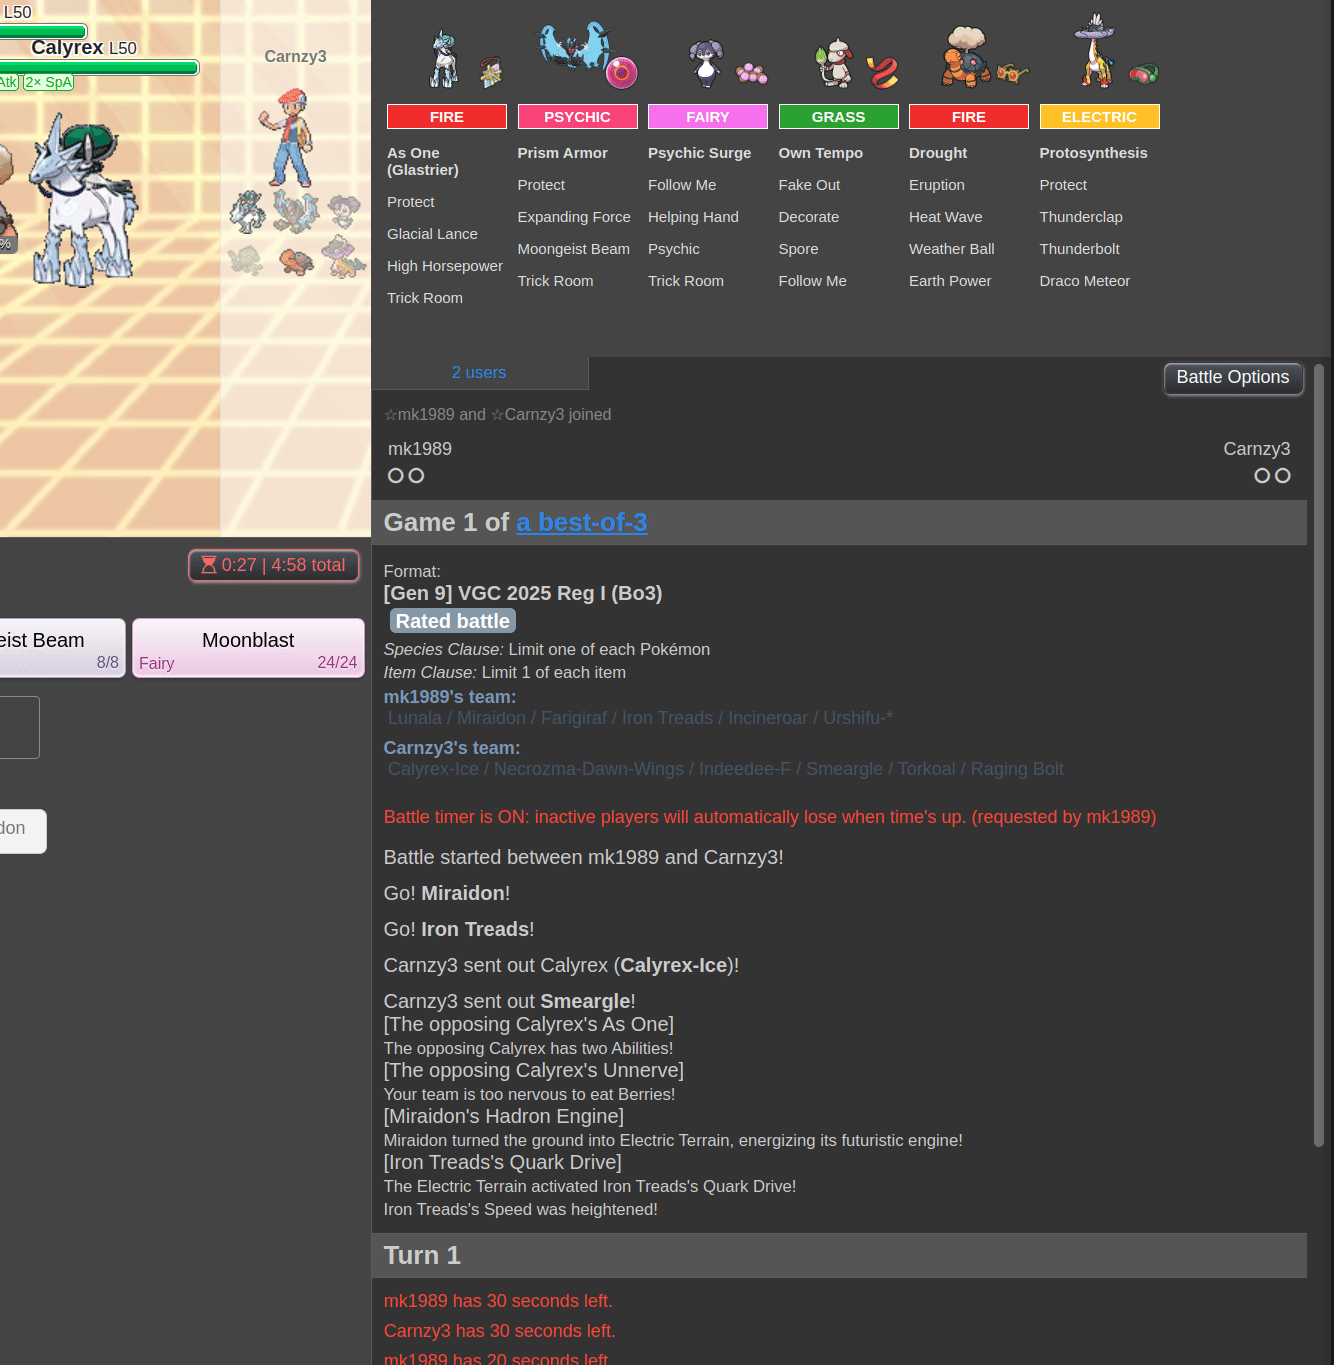 L50
Calyrex L50
Atk 2× SpA
%
Carnzy3
0:27 | 4:58 total
eist Beam
8/8
Moonblast
Fairy 24/24
don
FIRE
As One
(Glastrier)
Protect
Glacial Lance
High Horsepower
Trick Room
PSYCHIC
Prism Armor
Protect
Expanding Force
Moongeist Beam
Trick Room
FAIRY
Psychic Surge
Follow Me
Helping Hand
Psychic
Trick Room
GRASS
Own Tempo
Fake Out
Decorate
Spore
Follow Me
FIRE
Drought
Eruption
Heat Wave
Weather Ball
Earth Power
ELECTRIC
Protosynthesis
Protect
Thunderclap
Thunderbolt
Draco Meteor
2 users
Battle Options
☆mk1989 and ☆Carnzy3 joined
mk1989 Carnzy3
Game 1 of a best-of-3
Format:
[Gen 9] VGC 2025 Reg I (Bo3)
Rated battle
Species Clause: Limit one of each Pokémon
Item Clause: Limit 1 of each item
mk1989's team:
Lunala / Miraidon / Farigiraf / Iron Treads / Incineroar / Urshifu-*
Carnzy3's team:
Calyrex-Ice / Necrozma-Dawn-Wings / Indeedee-F / Smeargle / Torkoal / Raging Bolt
Battle timer is ON: inactive players will automatically lose when time's up. (requested by mk1989)
Battle started between mk1989 and Carnzy3!
Go! Miraidon!
Go! Iron Treads!
Carnzy3 sent out Calyrex (Calyrex-Ice)!
Carnzy3 sent out Smeargle!
[The opposing Calyrex's As One]
The opposing Calyrex has two Abilities!
[The opposing Calyrex's Unnerve]
Your team is too nervous to eat Berries!
[Miraidon's Hadron Engine]
Miraidon turned the ground into Electric Terrain, energizing its futuristic engine!
[Iron Treads's Quark Drive]
The Electric Terrain activated Iron Treads's Quark Drive!
Iron Treads's Speed was heightened!
Turn 1
mk1989 has 30 seconds left.
Carnzy3 has 30 seconds left.
mk1989 has 20 seconds left.